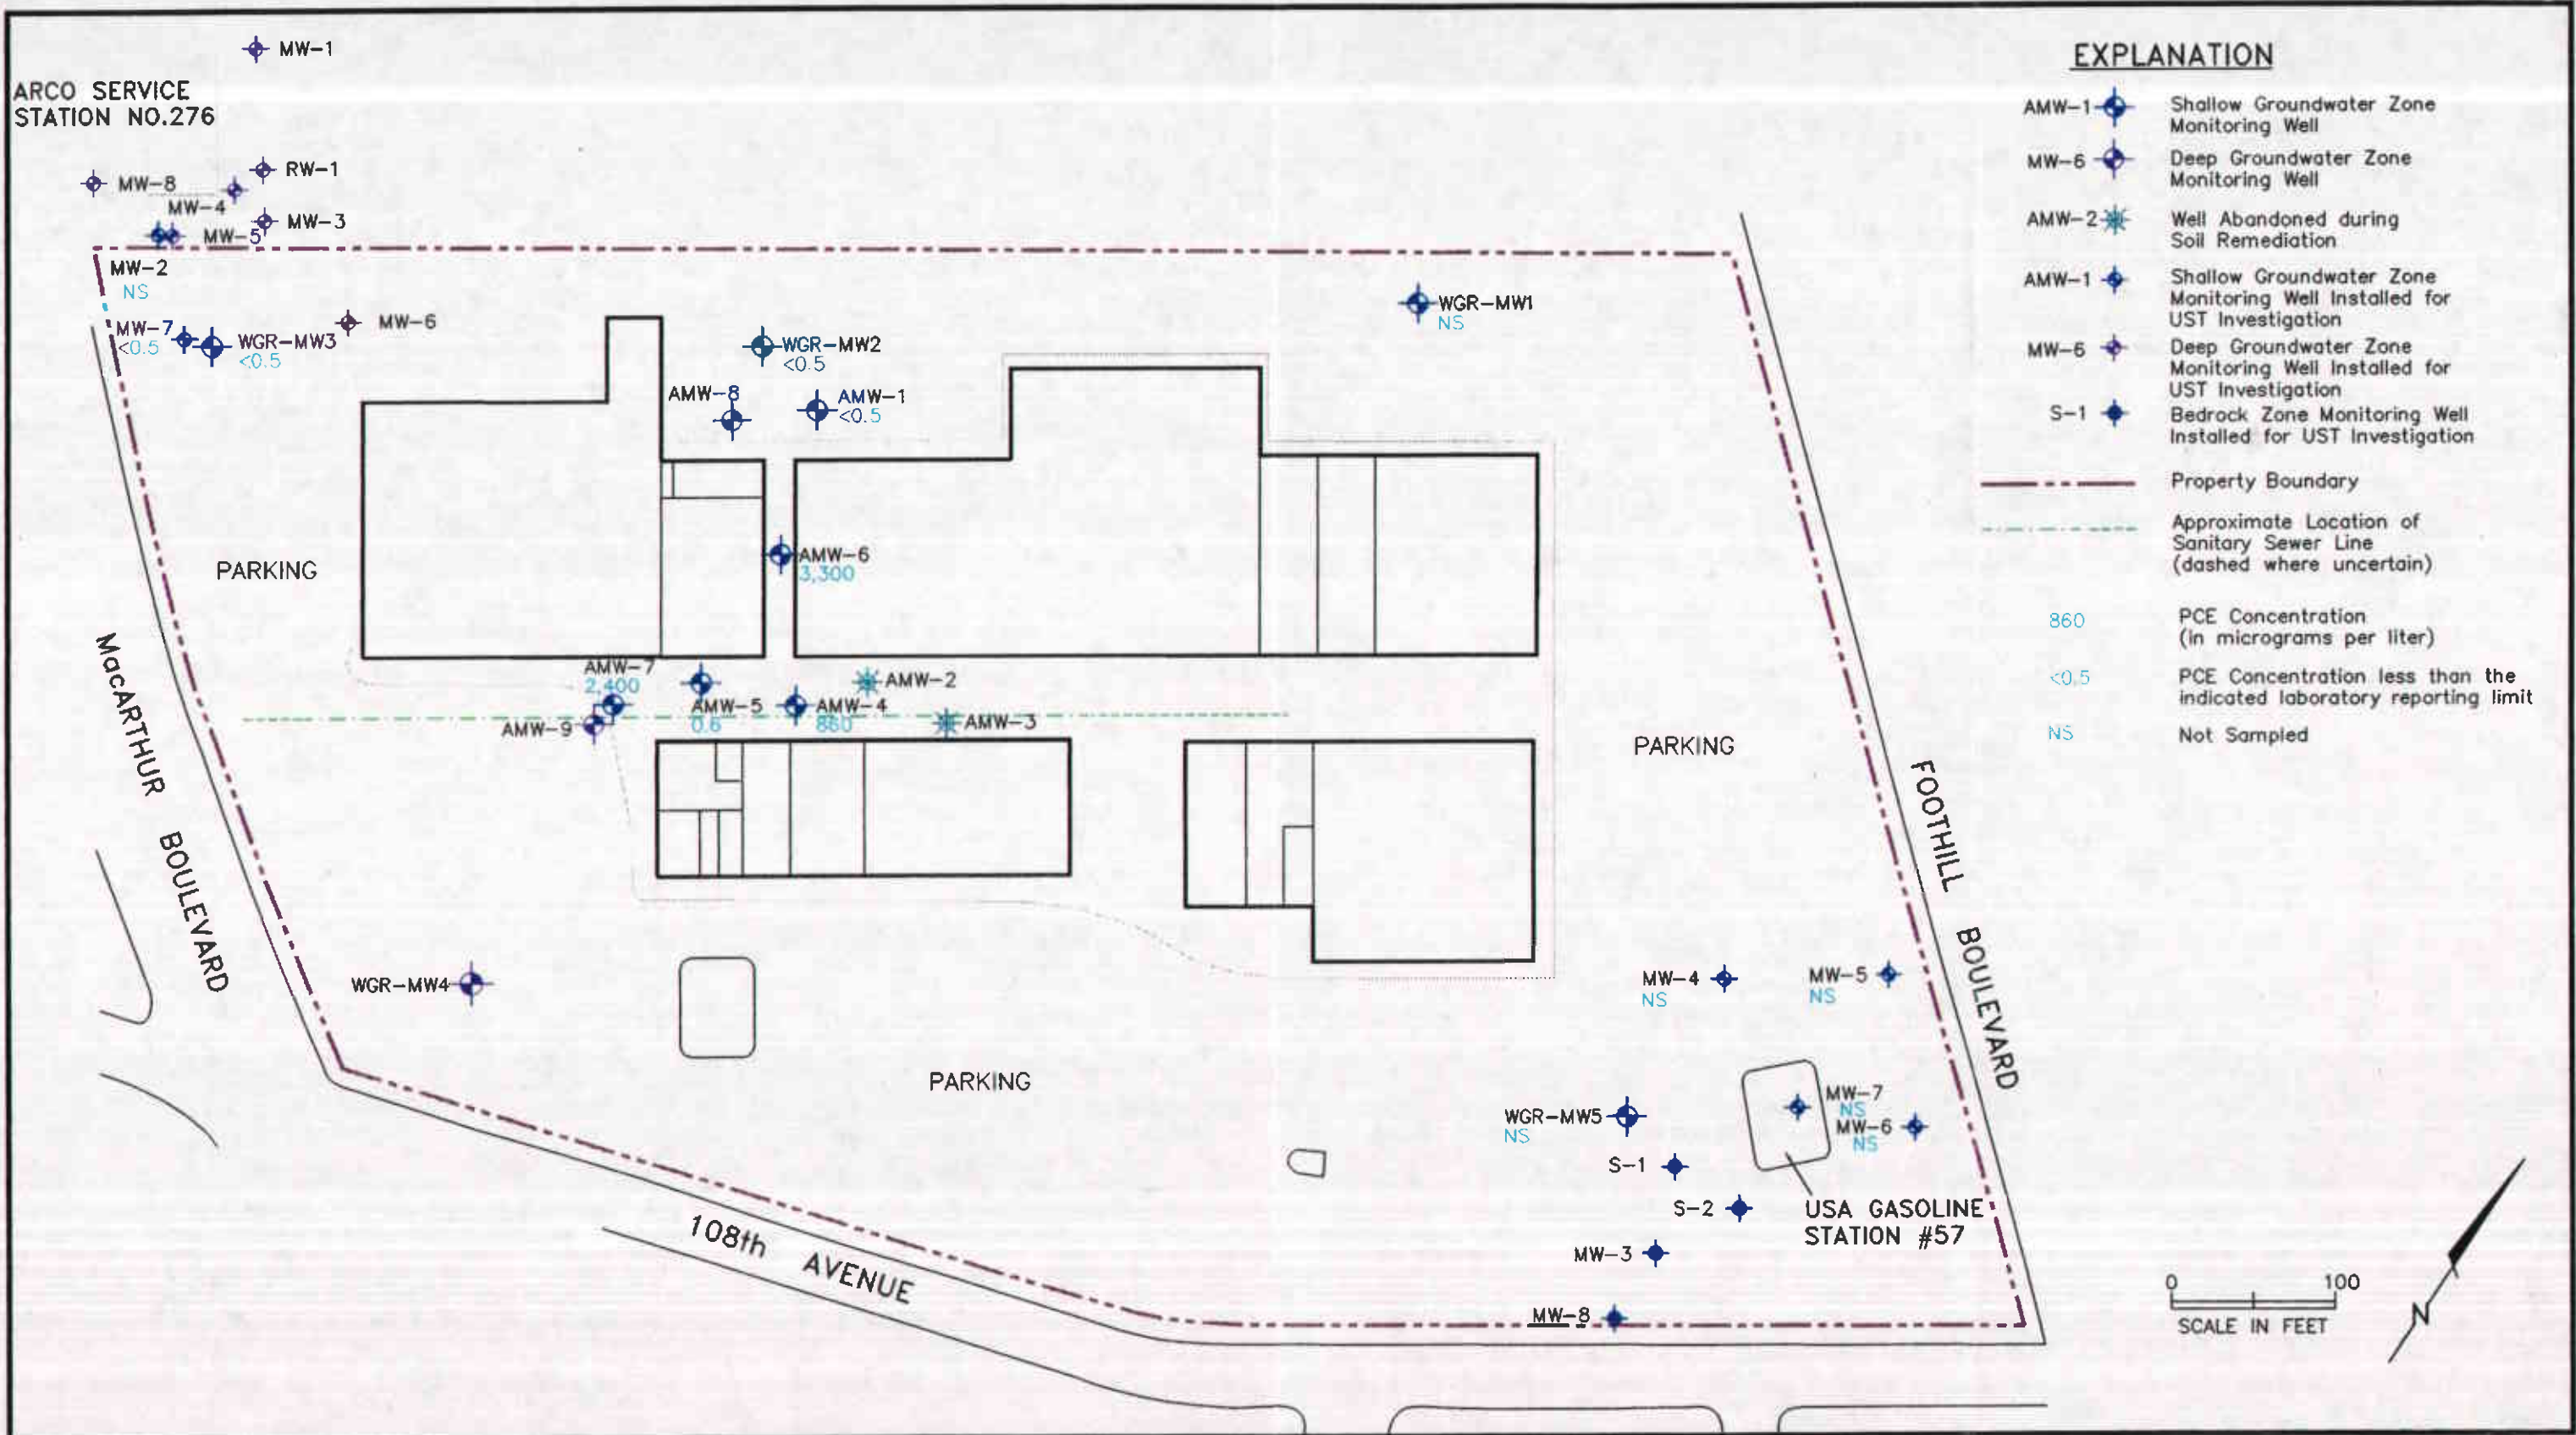 MW-1
ARCO SERVICE
STATION NO.276
RW-1
MW-8
MW-4
MW-3
MW-5
MW-2
NS
MW-7
<0.5
WGR-MW3
<0.5
MW-6
WGR-MW2
<0.5
AMW-8
AMW-1
<0.5
WGR-MW1
NS
PARKING
AMW-6
3,300
AMW-7
2,400
AMW-9
AMW-5
0.6
AMW-4
860
AMW-2
AMW-3
PARKING
MacARTHUR BOULEVARD
FOOTHILL BOULEVARD
WGR-MW4
PARKING
MW-4
NS
MW-5
NS
MW-7
NS
MW-6
NS
WGR-MW5
NS
S-1
S-2
MW-3
MW-8
USA GASOLINE
STATION #57
108th AVENUE
EXPLANATION
AMW-1 Shallow Groundwater Zone
Monitoring Well
MW-6 Deep Groundwater Zone
Monitoring Well
AMW-2 Well Abandoned during
Soil Remediation
AMW-1 Shallow Groundwater Zone
Monitoring Well Installed for
UST Investigation
MW-6 Deep Groundwater Zone
Monitoring Well Installed for
UST Investigation
S-1 Bedrock Zone Monitoring Well
Installed for UST Investigation
Property Boundary
Approximate Location of
Sanitary Sewer Line
(dashed where uncertain)
860 PCE Concentration
(in micrograms per liter)
<0.5 PCE Concentration less than the
indicated laboratory reporting limit
NS Not Sampled
0 100
SCALE IN FEET
N